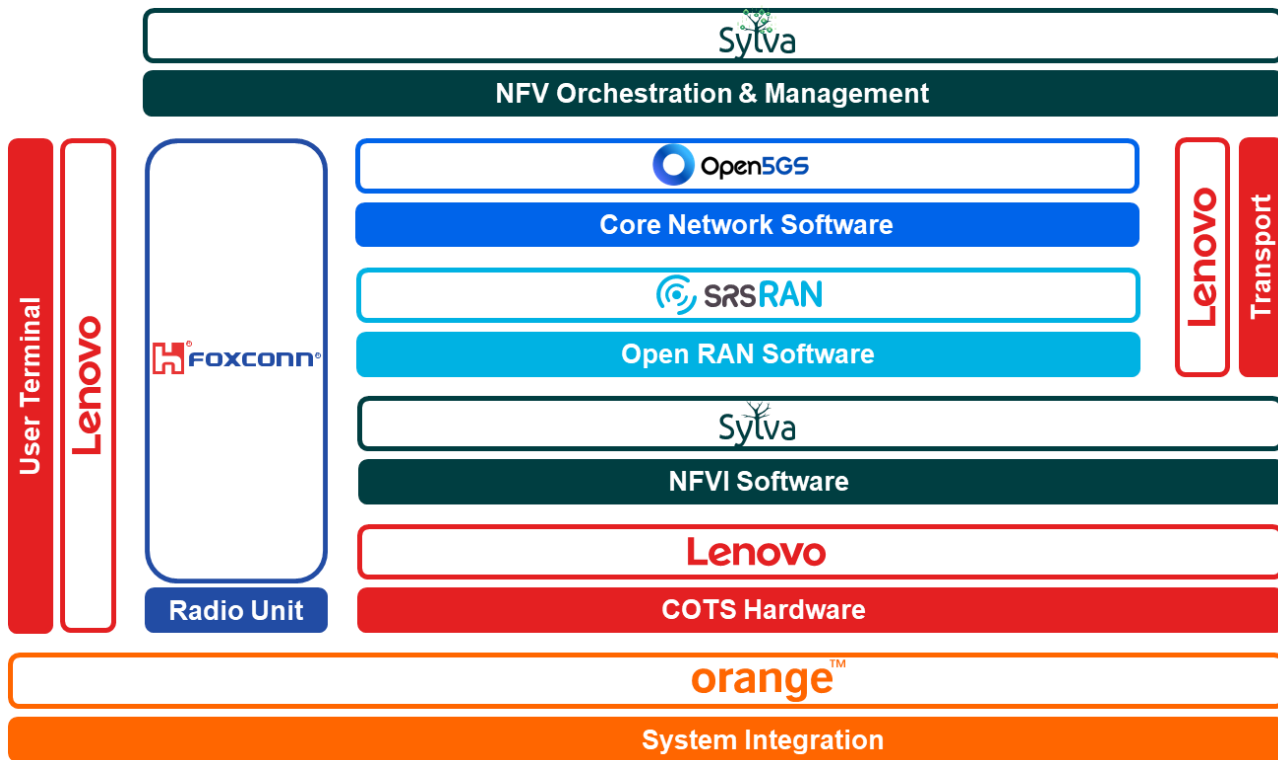 Sylva
NFV Orchestration & Management
User Terminal
Lenovo
FOXCONN®
Radio Unit
Open5GS
Core Network Software
srsRAN
Open RAN Software
Lenovo
Transport
Sylva
NFVI Software
Lenovo
COTS Hardware
orange™
System Integration